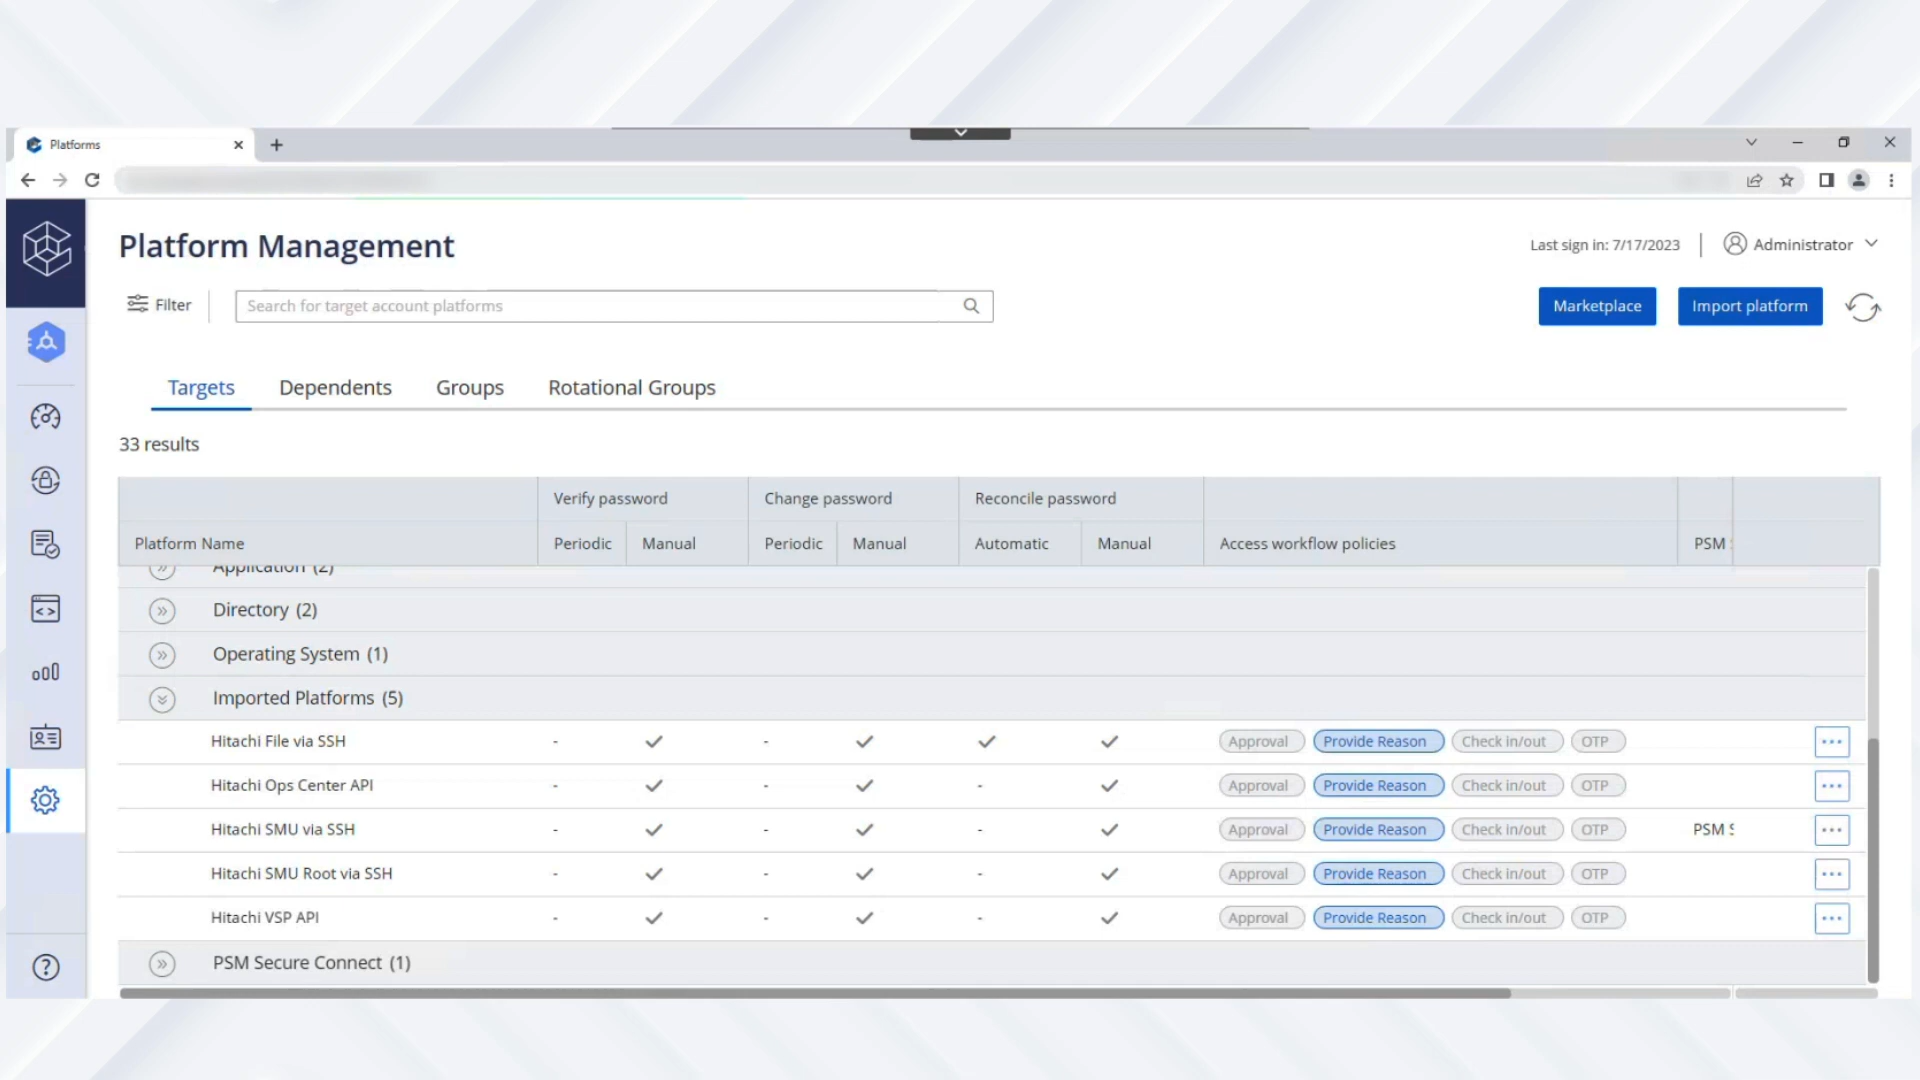 Platforms
Platform Management
Last sign in: 7/17/2023
Administrator
Filter
Search for target account platforms
Marketplace
Import platform
Targets
Dependents
Groups
Rotational Groups
33 results
Verify password
Change password
Reconcile password
Platform Name
Periodic
Manual
Periodic
Manual
Automatic
Manual
Access workflow policies
PSM
Application (2)
Directory (2)
Operating System (1)
Imported Platforms (5)
Hitachi File via SSH - - Approval Provide Reason Check in/out OTP
Hitachi Ops Center API - - - Approval Provide Reason Check in/out OTP
Hitachi SMU via SSH - - - Approval Provide Reason Check in/out OTP PSM
Hitachi SMU Root via SSH - - - Approval Provide Reason Check in/out OTP
Hitachi VSP API - - - Approval Provide Reason Check in/out OTP
PSM Secure Connect (1)